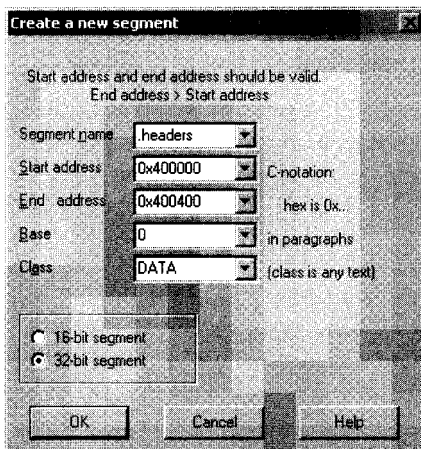 Create a new segment
Start address and end address should be valid.
End address > Start address
Segment name .headers
Start address 0x400000 C-notation:
End address 0x400400 hex is 0x...
Base 0 in paragraphs
Class DATA (class is any text)
16-bit segment
32-bit segment
OK Cancel Help